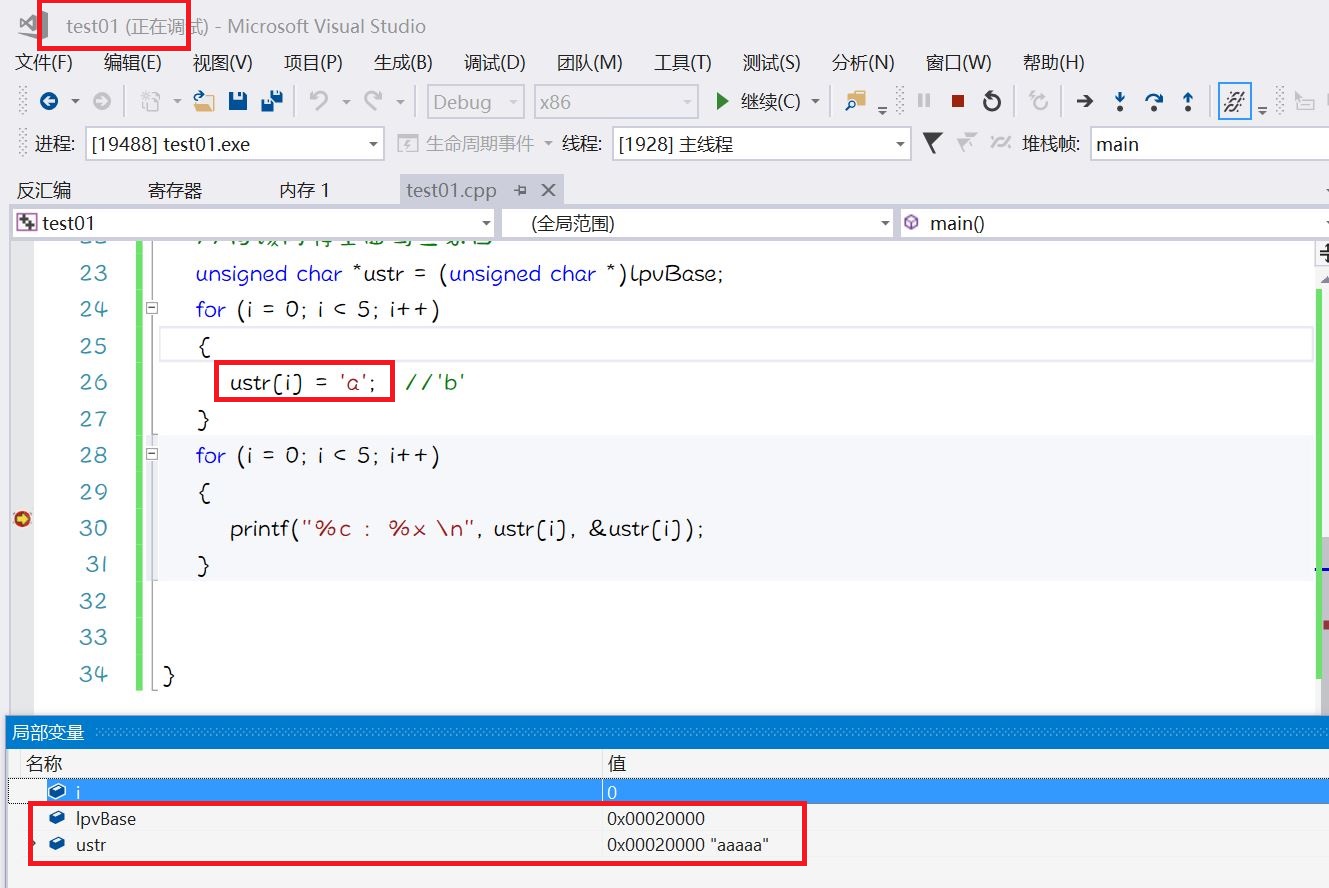 test01 (正在调试) - Microsoft Visual Studio
文件(F) 编辑(E) 视图(V) 项目(P) 生成(B) 调试(D) 团队(M) 工具(T) 测试(S) 分析(N) 窗口(W) 帮助(H)
Debug x86 继续(C)
进程: [19488] test01.exe 生命周期事件 线程: [1928] 主线程 堆栈帧: main
反汇编 寄存器 内存 1 test01.cpp
test01 (全局范围) main()
23 unsigned char *ustr = (unsigned char *)lpvBase;
24 for (i = 0; i < 5; i++)
25 {
26 ustr[i] = 'a'; //'b'
27 }
28 for (i = 0; i < 5; i++)
29 {
30 printf("%c : %x \n", ustr[i], &ustr[i]);
31 }
32
33
34 }
局部变量
名称 值
i 0
lpvBase 0x00020000
ustr 0x00020000 "aaaaa"